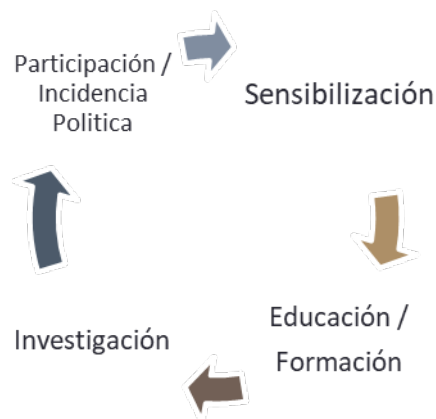 Participación /
Incidencia
Politica
Sensibilización
Educación /
Formación
Investigación